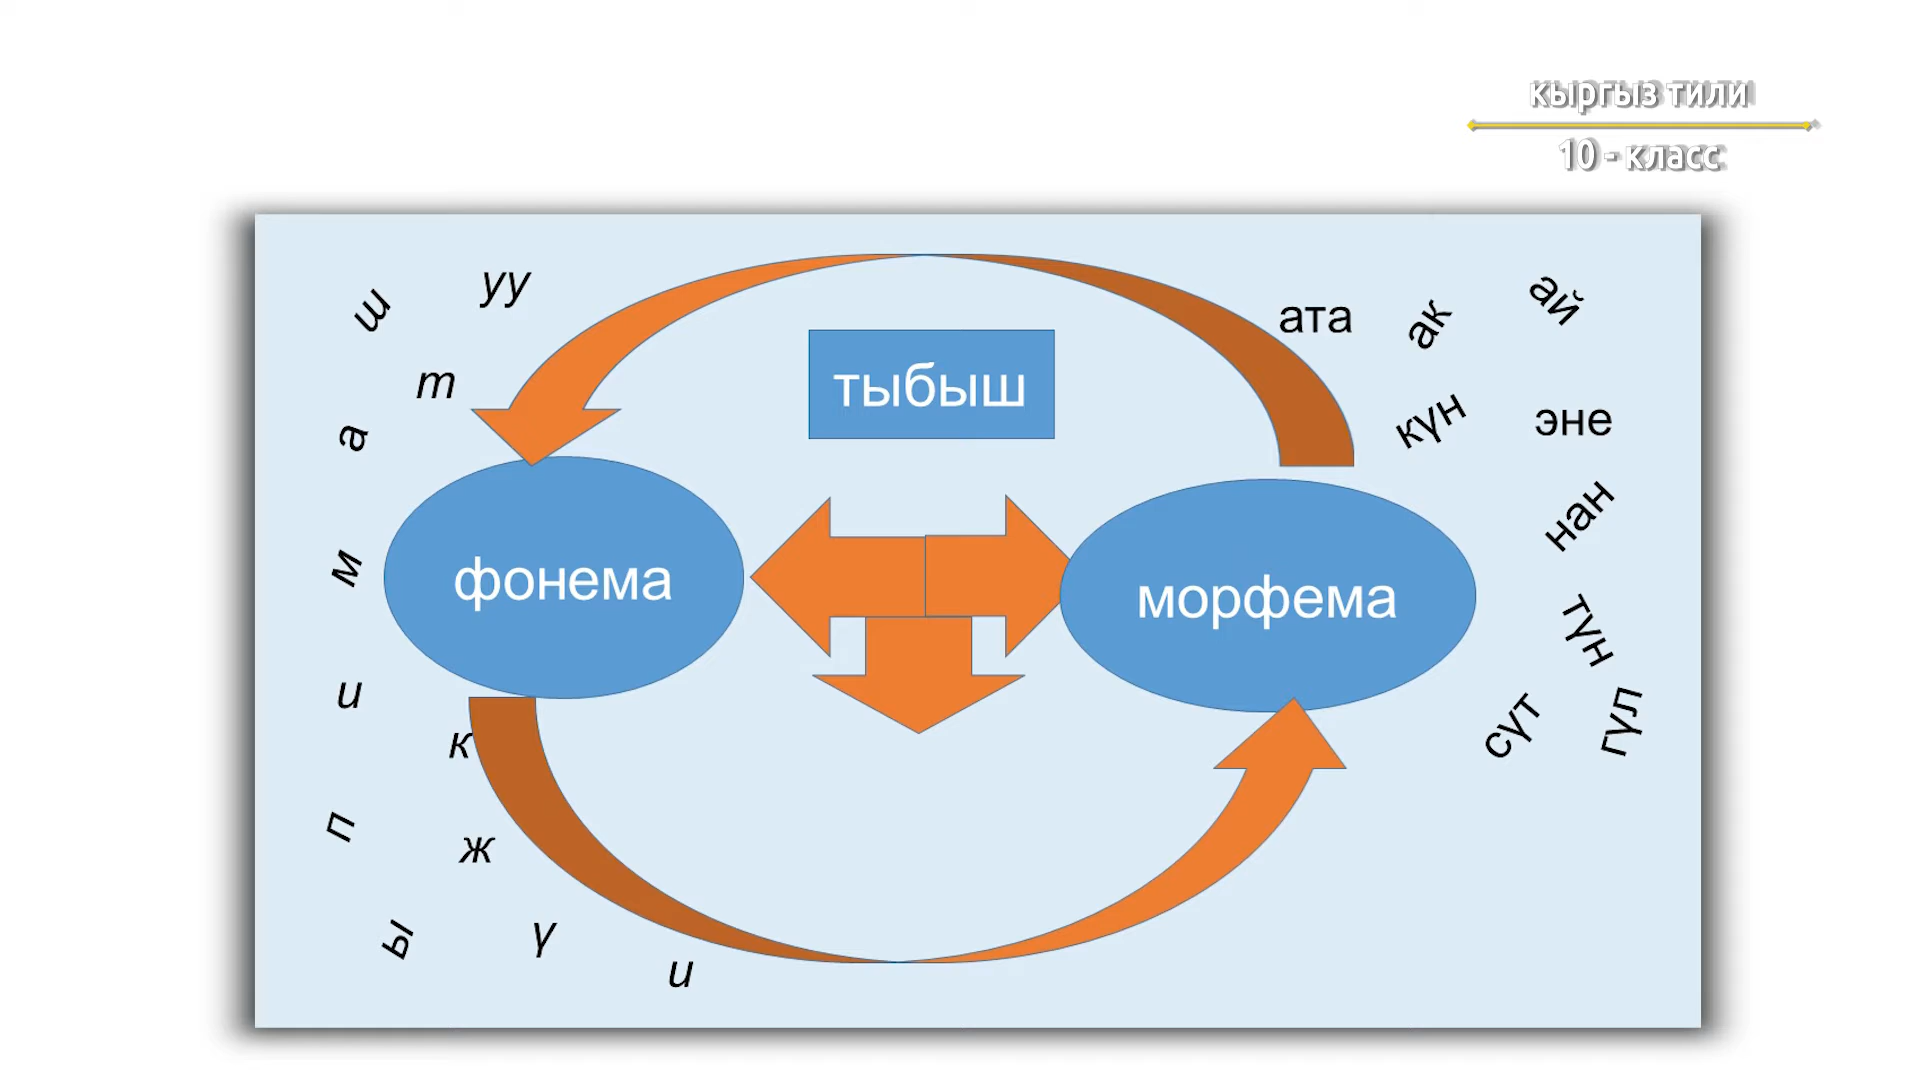 кыргыз тили
10 - класс
ш
уу
т
а
м
и
к
п
ж
ы
ү
и
тыбыш
фонема
морфема
ата
ак
ай
күн
эне
нан
түн
сүт
гүл